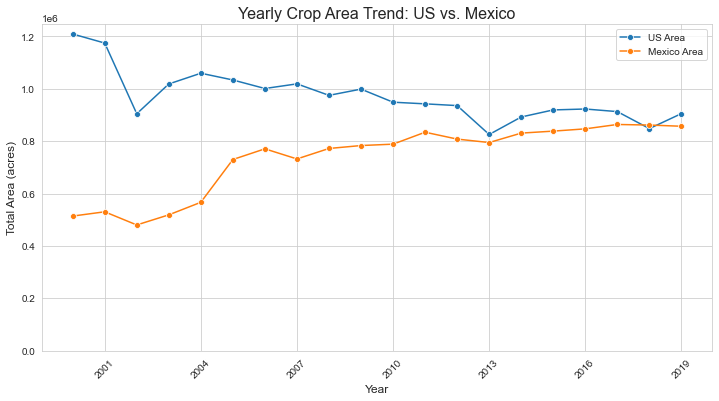 Yearly Crop Area Trend: US vs. Mexico
1e6
US Area
Mexico Area
1.2
1.0
0.8
0.6
0.4
0.2
0.0
Total Area (acres)
2001
2004
2007
2010
2013
2016
2019
Year